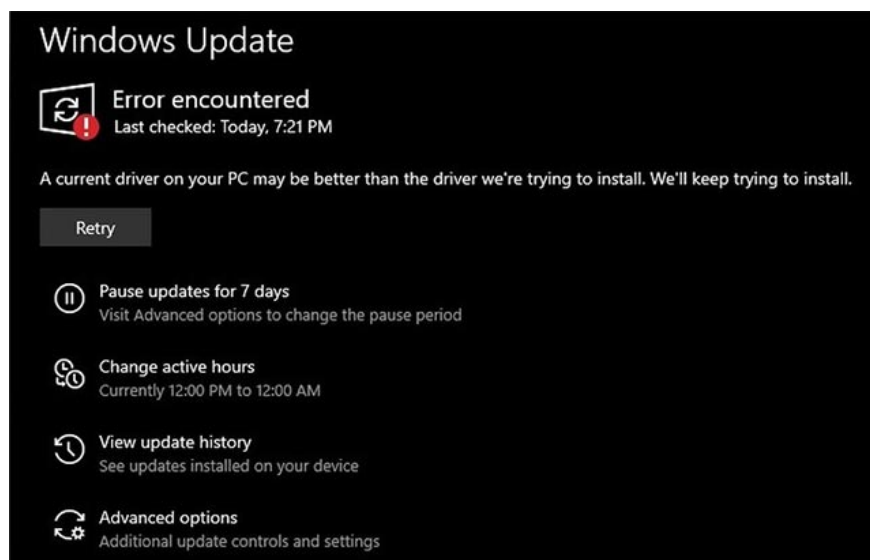 Windows Update
Error encountered
Last checked: Today, 7:21 PM
A current driver on your PC may be better than the driver we're trying to install. We'll keep trying to install.
Retry
Pause updates for 7 days
Visit Advanced options to change the pause period
Change active hours
Currently 12:00 PM to 12:00 AM
View update history
See updates installed on your device
Advanced options
Additional update controls and settings